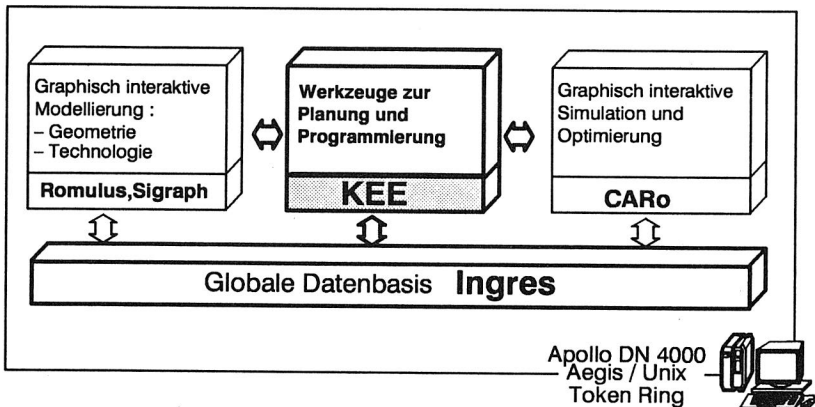 Graphisch interaktive
Modellierung :
– Geometrie
– Technologie
Romulus,Sigraph
Werkzeuge zur
Planung und
Programmierung
KEE
Graphisch interaktive
Simulation und
Optimierung
CARo
Globale Datenbasis Ingres
Apollo DN 4000
Aegis / Unix
Token Ring